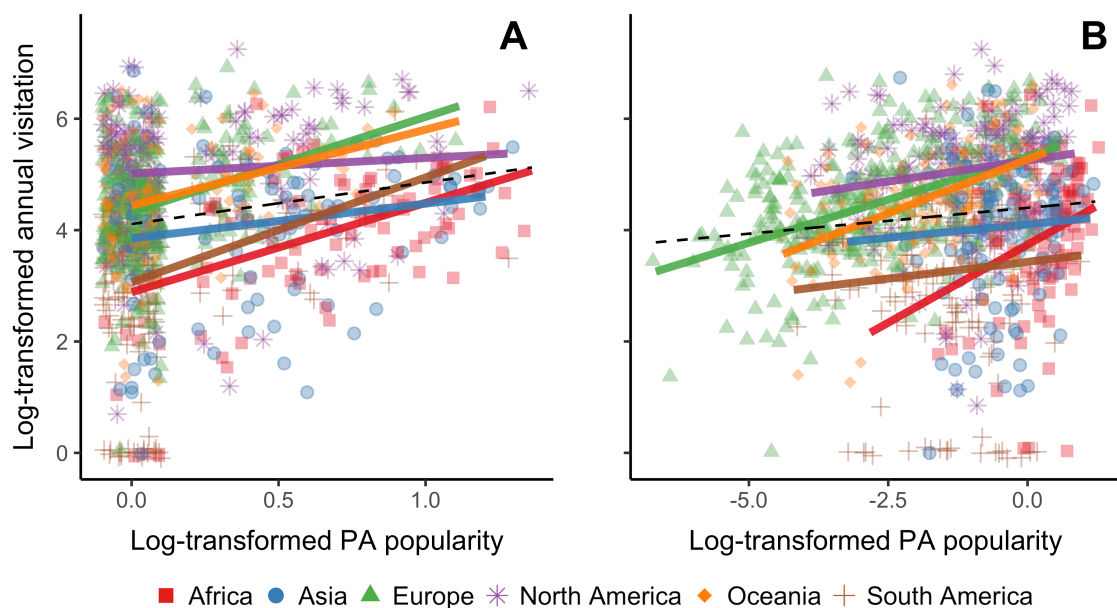 A
B
Log-transformed annual visitation
6
4
2
0
0.0 0.5 1.0
-5.0 -2.5 0.0
Log-transformed PA popularity
Log-transformed PA popularity
Africa Asia Europe North America Oceania South America